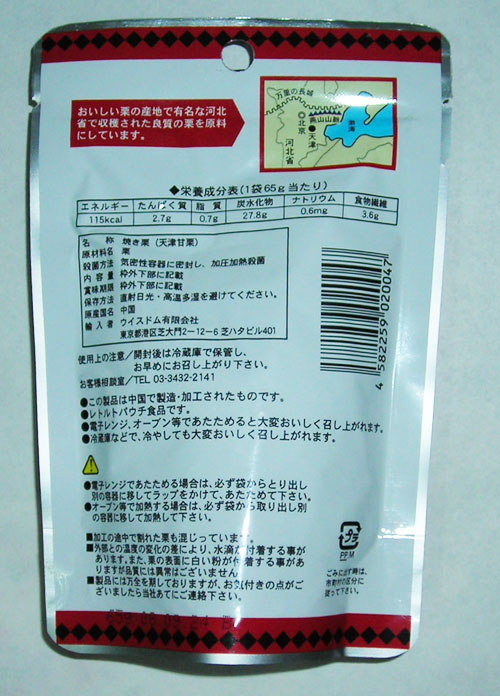 おいしい栗の産地で有名な河北
省で収穫された良質の栗を原料
にしています。
万里の長城
◎北京
燕山山脈
●天津
渤海
河北省
◆栄養成分表(1袋65g当たり)
エネルギー たんぱく質 脂質 炭水化物 ナトリウム 食物繊維
115kcal 2.7g 0.7g 27.8g 0.6mg 3.6g
名称 焼き栗(天津甘栗)
原材料名 栗
殺菌方法 気密性容器に密封し、加圧加熱殺菌
内容量 枠外下部に記載
賞味期限 枠外下部に記載
保存方法 直射日光・高温多湿を避けてください。
原産国名 中国
輸入者 ウイズドム有限会社
東京都港区芝大門2-12-6 芝ハタビル401
4 582259 020047
使用上の注意/開封後は冷蔵庫で保管し、
お早めにお召し上がり下さい。
お客様相談室/TEL 03-3432-2141
●この製品は中国で製造・加工されたものです。
●レトルトパウチ食品です。
●電子レンジ、オーブン等であたためると大変おいしく召し上がれます。
●冷蔵庫などで、冷やしても大変おいしく召し上がれます。
●電子レンジであたためる場合は、必ず袋からとり出し
別の容器に移してラップをかけて、あたためて下さい。
●オーブン等で加熱する場合は、必ず袋から取り出し別
の容器に移して加熱して下さい。
■加工の途中で割れた栗も混じっています。
■外部との温度の変化の差により、水滴が付着する事が
あります。また、栗の表面に白い粉が付着する事があ
りますが品質には異常はございません。
■製品には万全を期しておりますが、お気付きの点がご
ざいましたら当社あてにご連絡下さい。
プラ
PP.M
ごみに出す時は、
市町村の区分に
従って下さい。